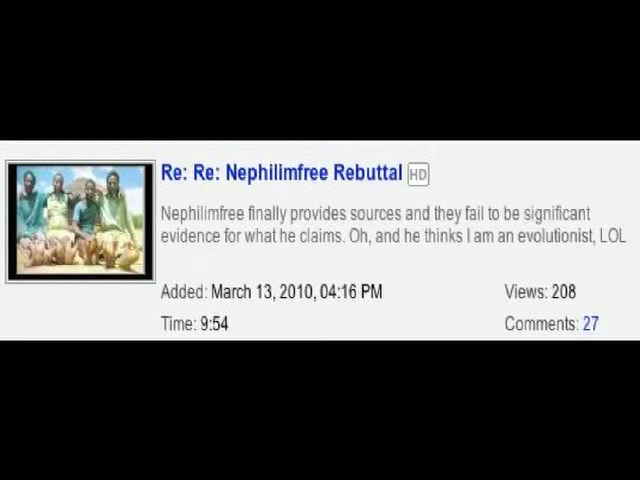 Re: Re: Nephilimfree Rebuttal HD
Nephilimfree finally provides sources and they fail to be significant
evidence for what he claims. Oh, and he thinks I am an evolutionist, LOL
Added: March 13, 2010, 04:16 PM Views: 208
Time: 9:54 Comments: 27